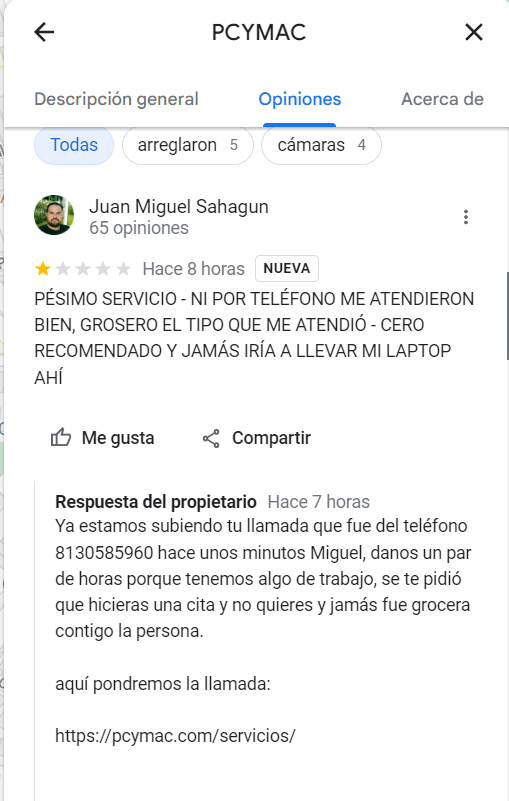 PCYMAC
Descripción general
Opiniones
Acerca de
Todas
arreglaron 5
cámaras 4
Juan Miguel Sahagun
65 opiniones
Hace 8 horas NUEVA
PÉSIMO SERVICIO - NI POR TELÉFONO ME ATENDIERON
BIEN, GROSERO EL TIPO QUE ME ATENDIÓ - CERO
RECOMENDADO Y JAMÁS IRÍA A LLEVAR MI LAPTOP
AHÍ
Me gusta
Compartir
Respuesta del propietario Hace 7 horas
Ya estamos subiendo tu llamada que fue del teléfono
8130585960 hace unos minutos Miguel, danos un par
de horas porque tenemos algo de trabajo, se te pidió
que hicieras una cita y no quieres y jamás fue grocera
contigo la persona.
aquí pondremos la llamada:
https://pcymac.com/servicios/